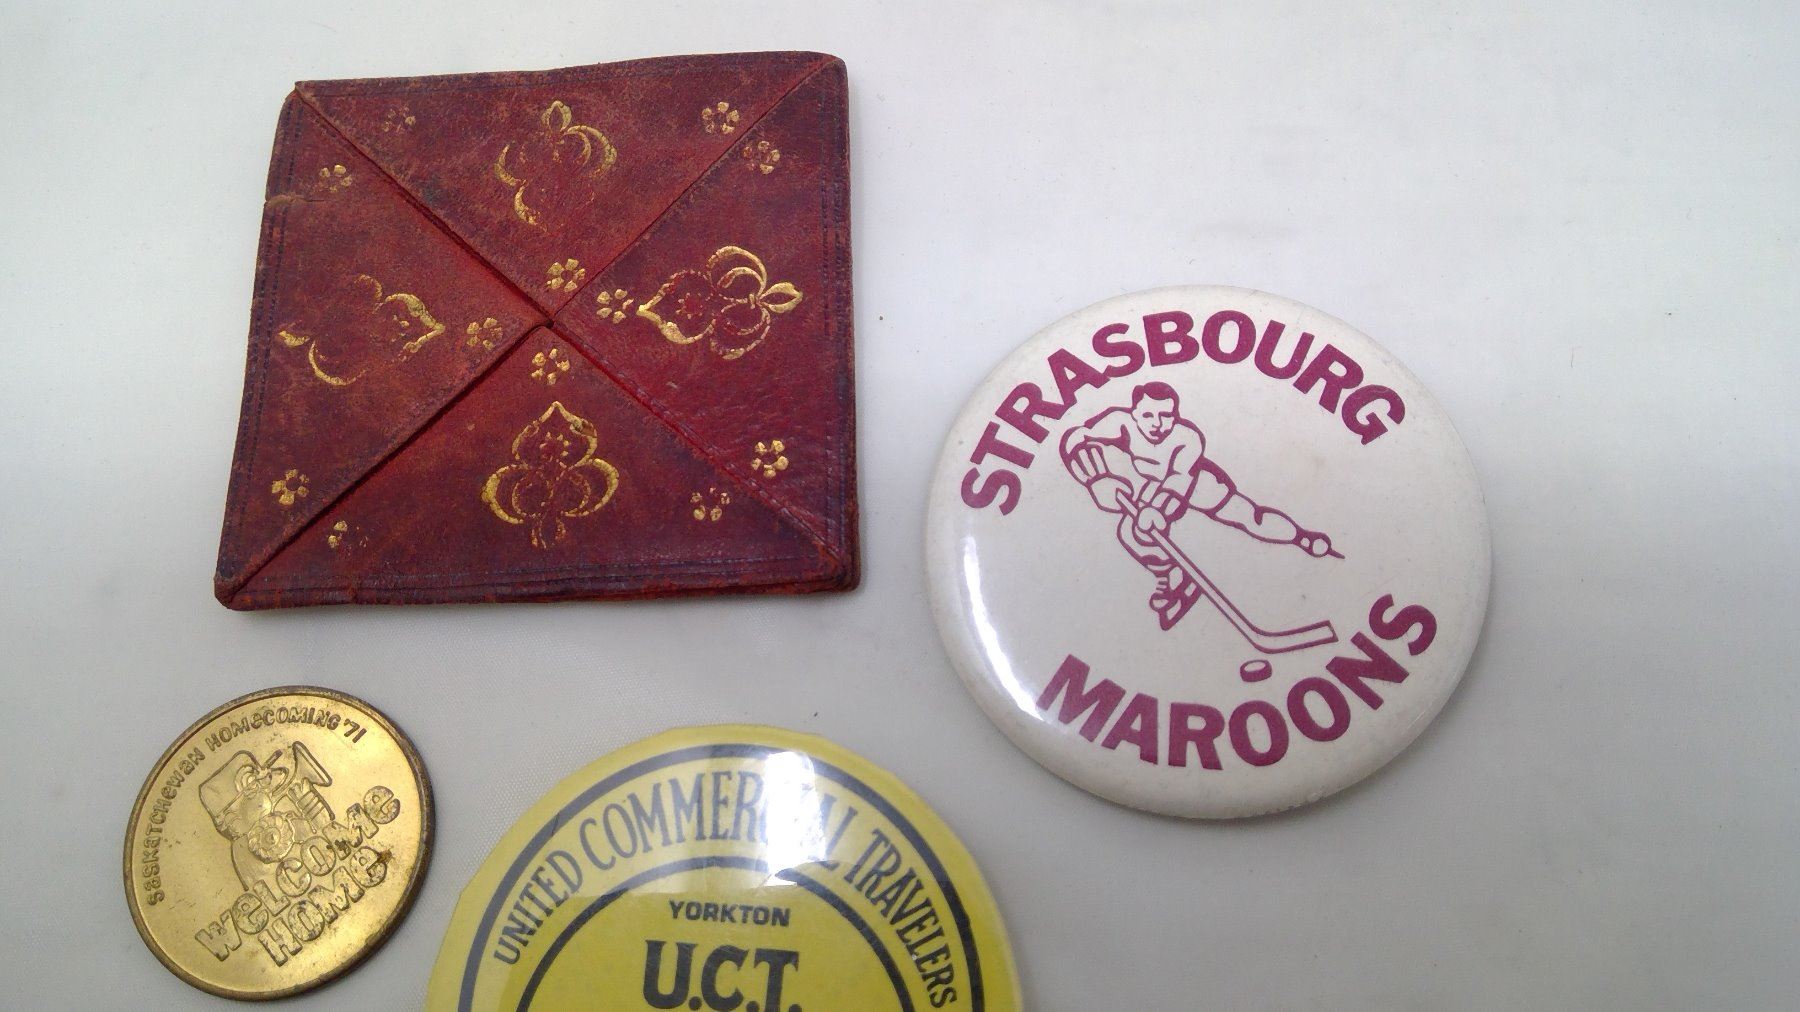 STRASBOURG
MAROONS
SASKATCHEWAN HOMECOMING '71
WELCOME
HOME
UNITED COMMERCIAL TRAVELERS
YORKTON
U.C.T.